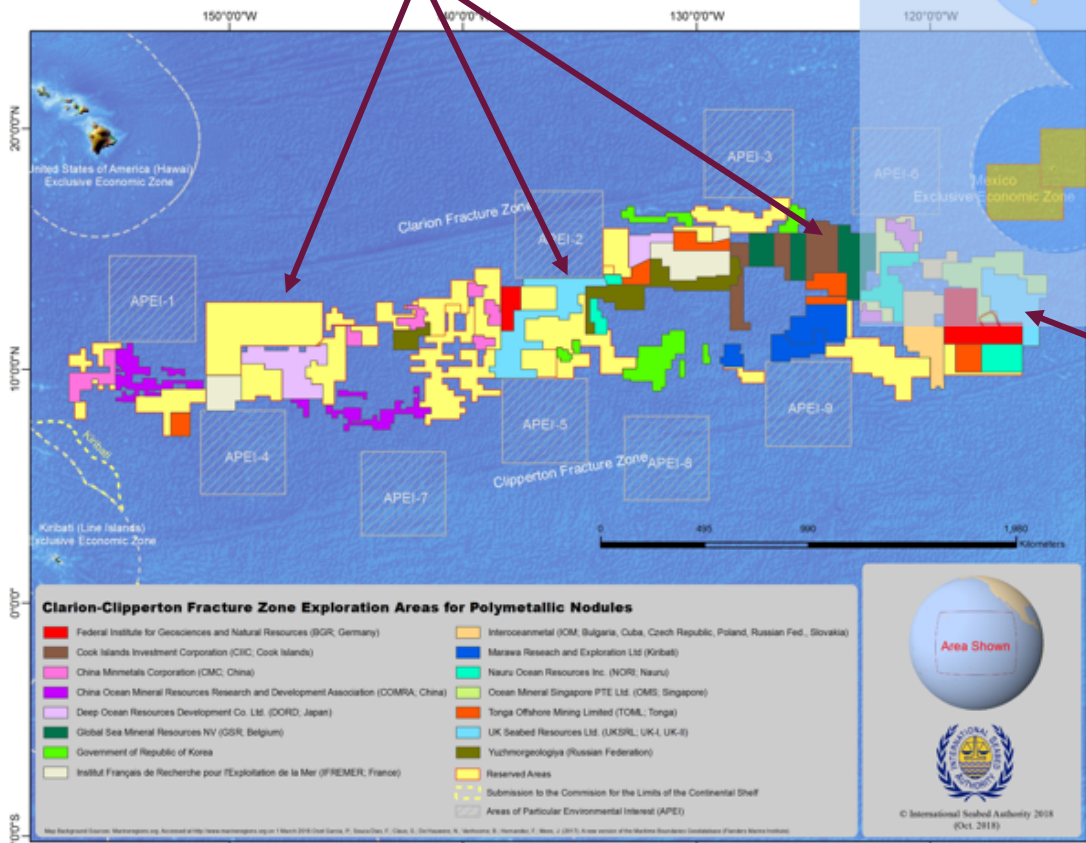 150°0'0"W
140°0'0"W
130°0'0"W
120°0'0"W
20°0'0"N
10°0'0"N
0°0'0"
United States of America (Hawai)
Exclusive Economic Zone
APEI-3
APEI-6
Mexico
Exclusive Economic Zone
Clarion Fracture Zone
APEI-2
APEI-1
APEI-9
APEI-5
APEI-4
Clipperton Fracture Zone
APEI-8
APEI-7
Kiribati
Kiribati (Line Islands)
Exclusive Economic Zone
0
495
990
1,980
Kilometers
Clarion-Clipperton Fracture Zone Exploration Areas for Polymetallic Nodules
Federal Institute for Geosciences and Natural Resources (BGR; Germany)
Cook Islands Investment Corporation (CIIC; Cook Islands)
China Minmetals Corporation (CMC; China)
China Ocean Mineral Resources Research and Development Association (COMRA; China)
Deep Ocean Resources Development Co. Ltd. (DORD; Japan)
Global Sea Mineral Resources NV (GSR; Belgium)
Government of Republic of Korea
Institut Français de Recherche pour l'Exploitation de la Mer (IFREMER; France)
Interoceanmetal (IOM; Bulgaria, Cuba, Czech Republic, Poland, Russian Fed., Slovakia)
Marawa Reseach and Exploration Ltd (Kiribati)
Nauru Ocean Resources Inc. (NORI; Nauru)
Ocean Mineral Singapore PTE Ltd. (OMS; Singapore)
Tonga Offshore Mining Limited (TOML; Tonga)
UK Seabed Resources Ltd. (UKSRL; UK-I, UK-II)
Yuzhmorgeologiya (Russian Federation)
Reserved Areas
Submission to the Commision for the Limits of the Continental Shelf
Areas of Particular Environmental Interest (APEI)
Area Shown
INTERNATIONAL SEABED AUTHORITY
© International Seabed Authority 2018
(Oct. 2018)